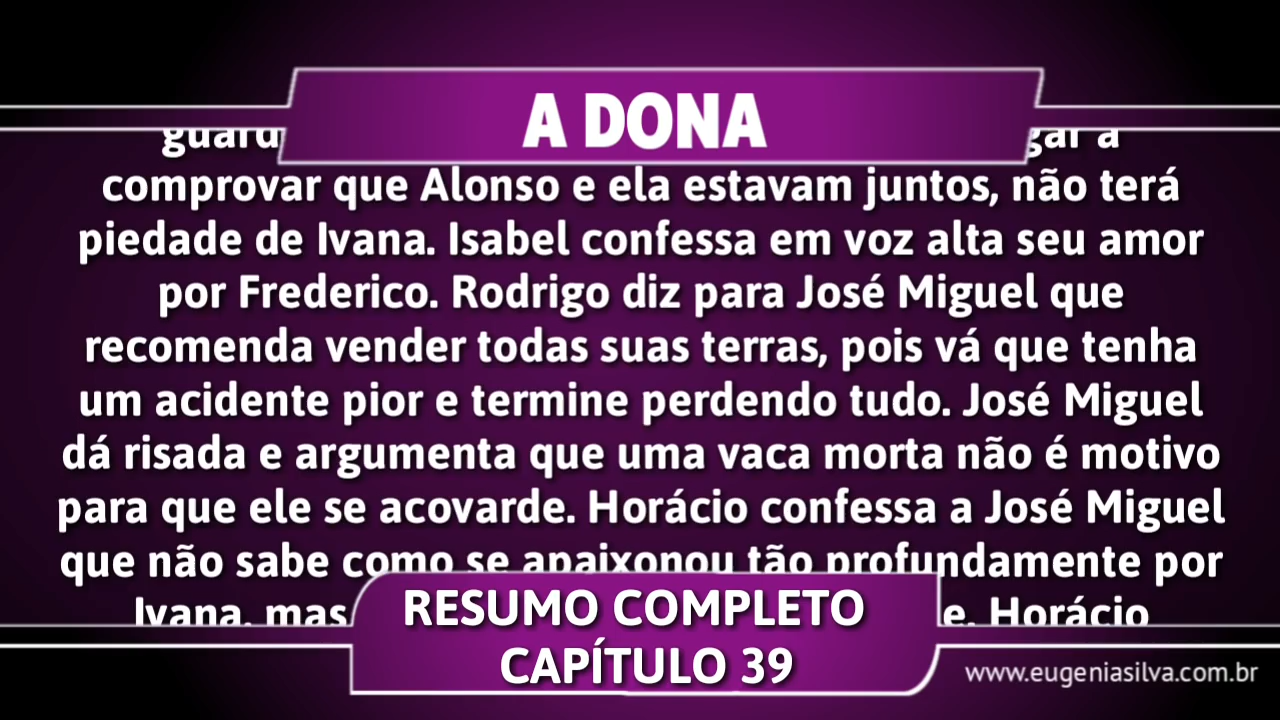 A DONA
comprovar que Alonso e ela estavam juntos, não terá
piedade de Ivana. Isabel confessa em voz alta seu amor
por Frederico. Rodrigo diz para José Miguel que
recomenda vender todas suas terras, pois vá que tenha
um acidente pior e termine perdendo tudo. José Miguel
dá risada e argumenta que uma vaca morta não é motivo
para que ele se acovarde. Horácio confessa a José Miguel
que não sabe como se apaixonou tão profundamente por
Ivana, mas Horácio
RESUMO COMPLETO
CAPÍTULO 39
www.eugeniasilva.com.br